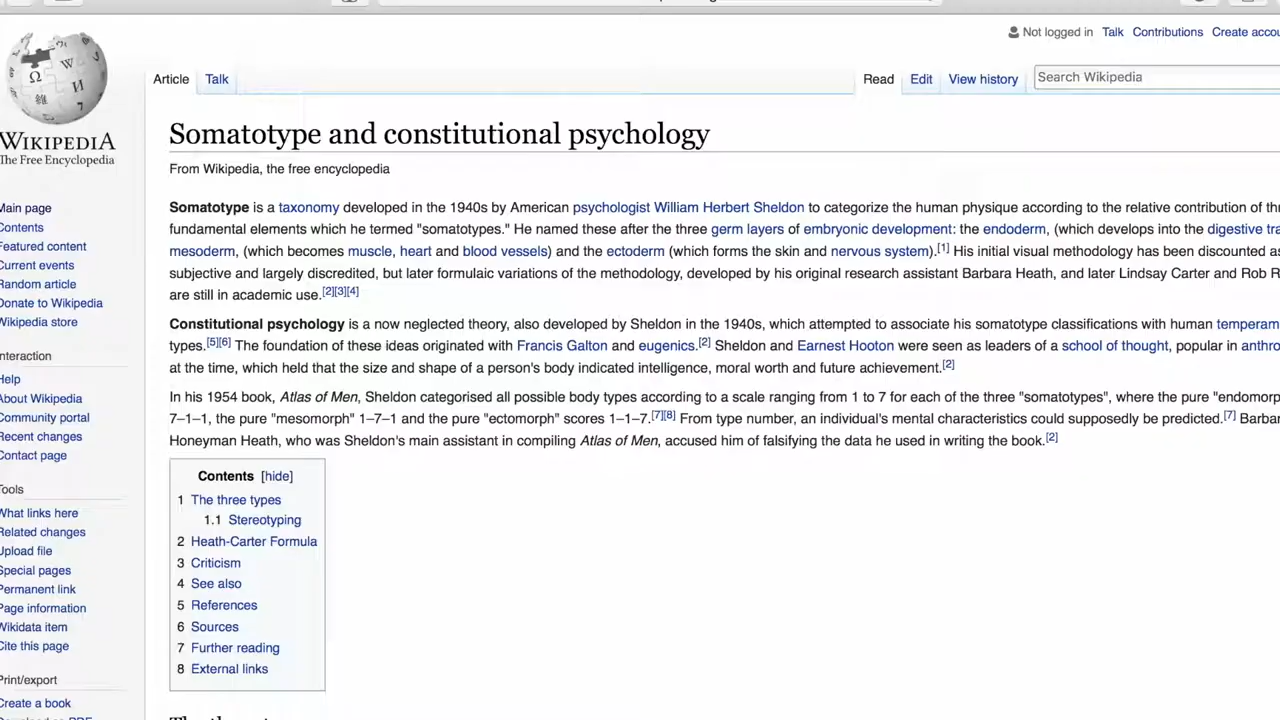 Not logged in Talk Contributions Create
Article Talk Read Edit View history Search Wikipedia
WIKIPEDIA
The Free Encyclopedia
Somatotype and constitutional psychology
From Wikipedia, the free encyclopedia
Main page
Contents
Featured content
Current events
Random article
Donate to Wikipedia
Wikipedia store
Interaction
Help
About Wikipedia
Community portal
Recent changes
Contact page
Tools
What links here
Related changes
Upload file
Special pages
Permanent link
Page information
Wikidata item
Cite this page
Print/export
Create a book
Somatotype is a taxonomy developed in the 1940s by American psychologist William Herbert Sheldon to categorize the human physique according to the relative contribution of
fundamental elements which he termed "somatotypes." He named these after the three germ layers of embryonic development: the endoderm, (which develops into the digestive
mesoderm, (which becomes muscle, heart and blood vessels) and the ectoderm (which forms the skin and nervous system).[1] His initial visual methodology has been discounted as
subjective and largely discredited, but later formulaic variations of the methodology, developed by his original research assistant Barbara Heath, and later Lindsay Carter and Rob
are still in academic use.[2][3][4]
Constitutional psychology is a now neglected theory, also developed by Sheldon in the 1940s, which attempted to associate his somatotype classifications with human
types.[5][6] The foundation of these ideas originated with Francis Galton and eugenics.[2] Sheldon and Earnest Hooton were seen as leaders of a school of thought, popular in
at the time, which held that the size and shape of a person's body indicated intelligence, moral worth and future achievement.[2]
In his 1954 book, Atlas of Men, Sheldon categorised all possible body types according to a scale ranging from 1 to 7 for each of the three "somatotypes", where the pure
7–1–1, the pure "mesomorph" 1–7–1 and the pure "ectomorph" scores 1–1–7.[7][8] From type number, an individual's mental characteristics could supposedly be predicted.[7]
Honeyman Heath, who was Sheldon's main assistant in compiling Atlas of Men, accused him of falsifying the data he used in writing the book.[2]
Contents [hide]
1 The three types
1.1 Stereotyping
2 Heath-Carter Formula
3 Criticism
4 See also
5 References
6 Sources
7 Further reading
8 External links